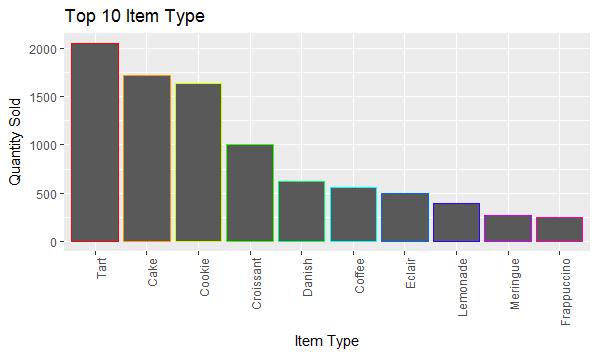 Top 10 Item Type
Quantity Sold
2000
1500
1000
500
0
Tart
Cake
Cookie
Croissant
Danish
Coffee
Eclair
Lemonade
Meringue
Frappuccino
Item Type